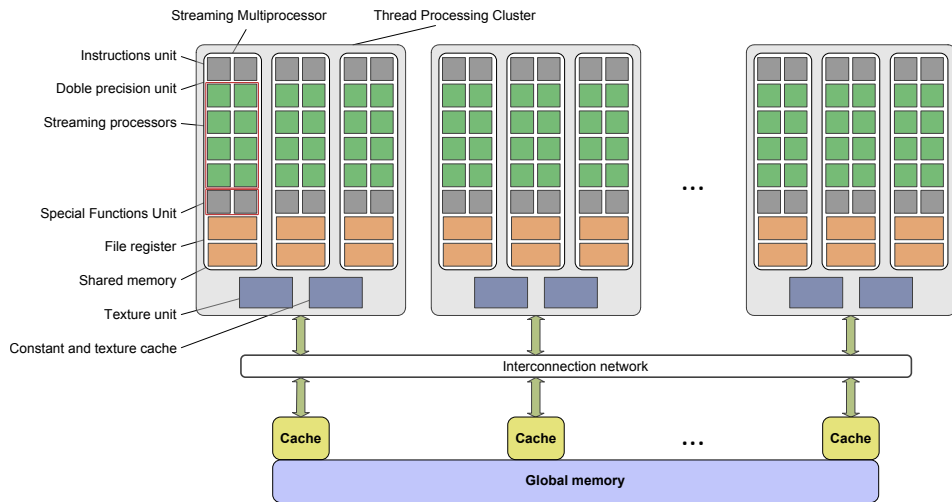 Streaming Multiprocessor
Thread Processing Cluster
Instructions unit
Doble precision unit
Streaming processors
...
Special Functions Unit
File register
Shared memory
Texture unit
Constant and texture cache
Interconnection network
Cache
Cache
...
Cache
Global memory